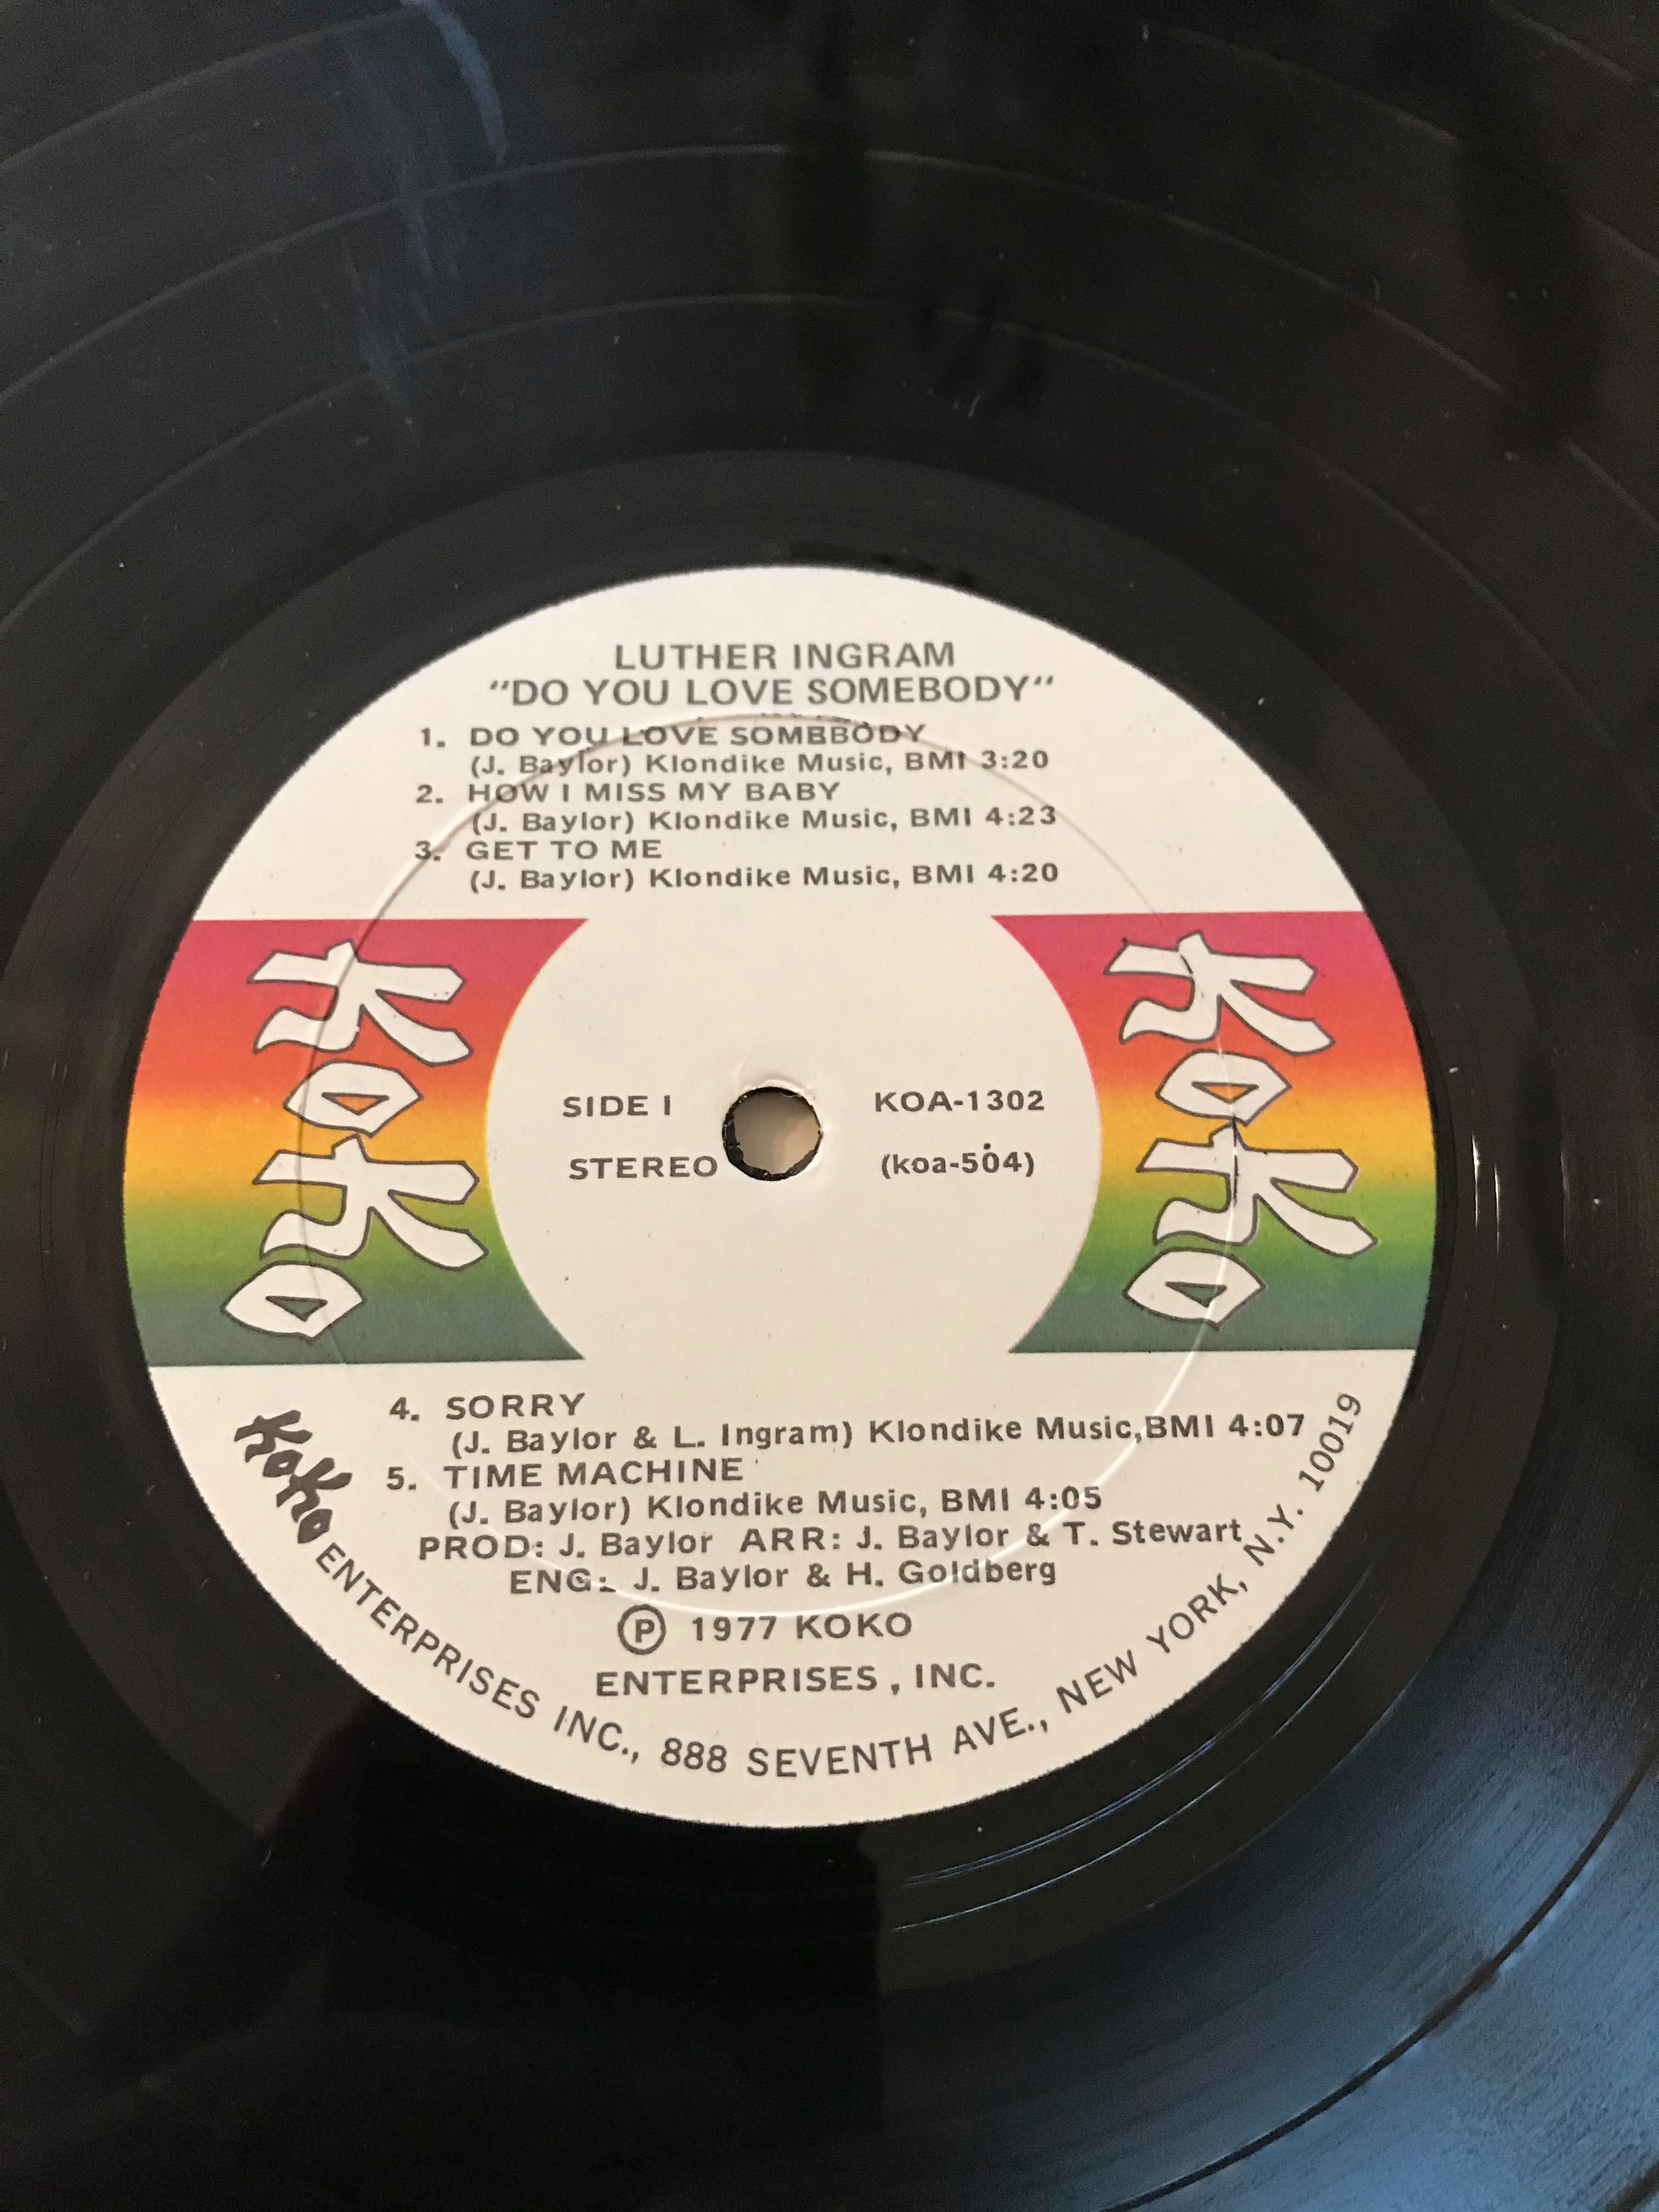 LUTHER INGRAM
"DO YOU LOVE SOMEBODY"
1. DO YOU LOVE SOMBBODY
(J. Baylor) Klondike Music, BMI 3:20
2. HOW I MISS MY BABY
(J. Baylor) Klondike Music, BMI 4:23
3. GET TO ME
(J. Baylor) Klondike Music, BMI 4:20
KoKo
KoKo
SIDE I
KOA-1302
STEREO
(koa-504)
4. SORRY
(J. Baylor & L. Ingram) Klondike Music,BMI 4:07
5. TIME MACHINE
(J. Baylor) Klondike Music, BMI 4:05
PROD: J. Baylor ARR: J. Baylor & T. Stewart
ENG: J. Baylor & H. Goldberg
Ⓟ 1977 KOKO
ENTERPRISES, INC.
KoKo ENTERPRISES INC., 888 SEVENTH AVE., NEW YORK, N.Y. 10019